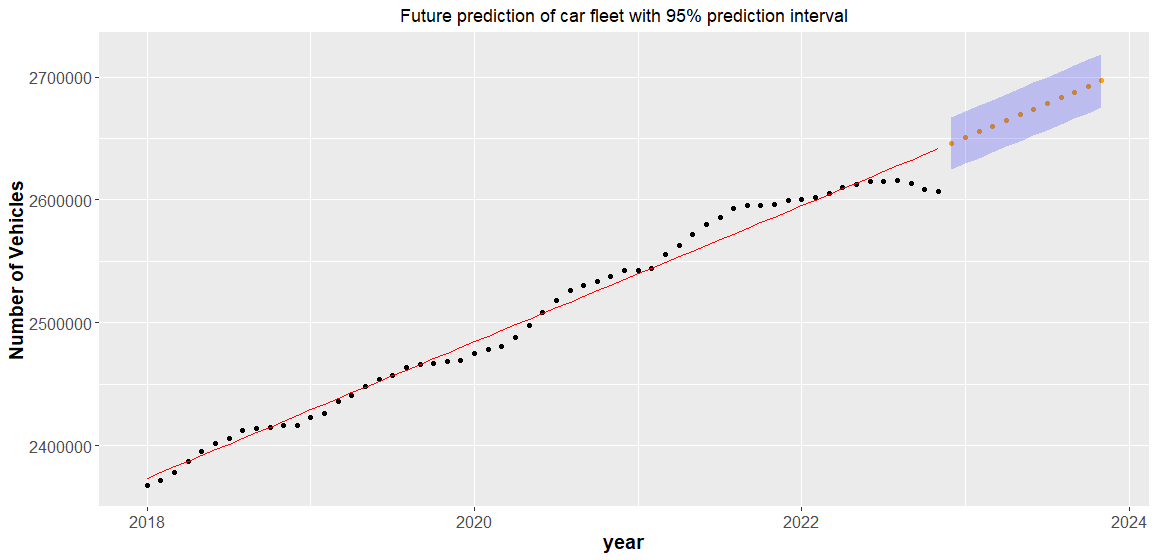 Future prediction of car fleet with 95% prediction interval
Number of Vehicles
2700000
2600000
2500000
2400000
2018
2020
2022
2024
year